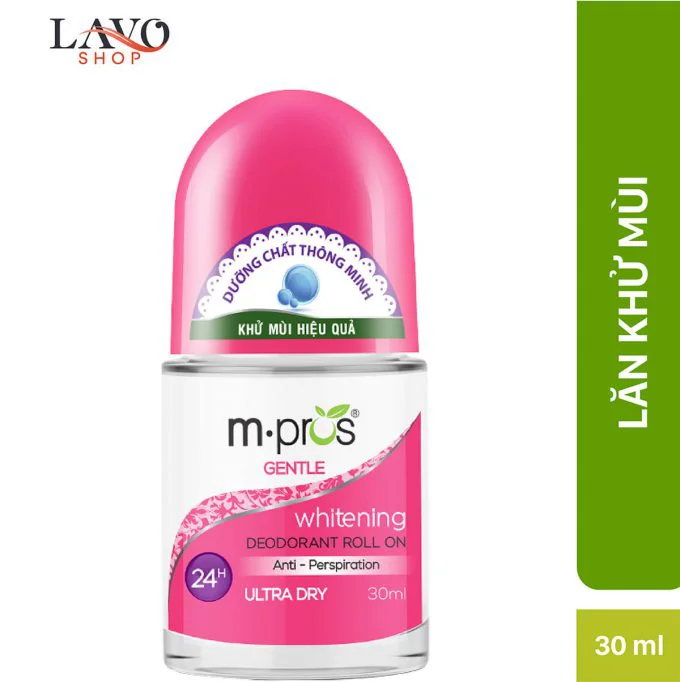 LAVO
SHOP
DƯỠNG CHẤT THÔNG MINH
KHỬ MÙI HIỆU QUẢ
m•pros®
GENTLE
whitening
DEODORANT ROLL ON
Anti - Perspiration
24H
ULTRA DRY
30ml
LĂN KHỬ MÙI
30 ml